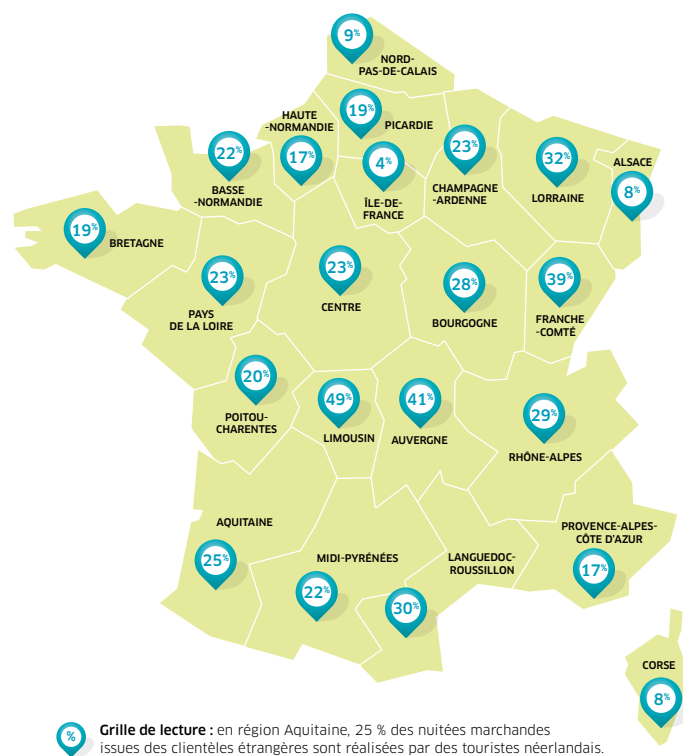 9%
NORD-
PAS-DE-CALAIS
HAUTE
-NORMANDIE
17%
19%
PICARDIE
22%
BASSE
-NORMANDIE
4%
ÎLE-DE-
FRANCE
23%
CHAMPAGNE
-ARDENNE
32%
LORRAINE
ALSACE
8%
19%
BRETAGNE
23%
PAYS
DE LA LOIRE
23%
CENTRE
28%
BOURGOGNE
39%
FRANCHE
-COMTÉ
20%
POITOU-
CHARENTES
49%
LIMOUSIN
41%
AUVERGNE
29%
RHÔNE-ALPES
AQUITAINE
25%
MIDI-PYRÉNÉES
22%
LANGUEDOC-
ROUSSILLON
30%
PROVENCE-ALPES-
CÔTE D'AZUR
17%
CORSE
8%
%
Grille de lecture : en région Aquitaine, 25 % des nuitées marchandes
issues des clientèles étrangères sont réalisées par des touristes néerlandais.